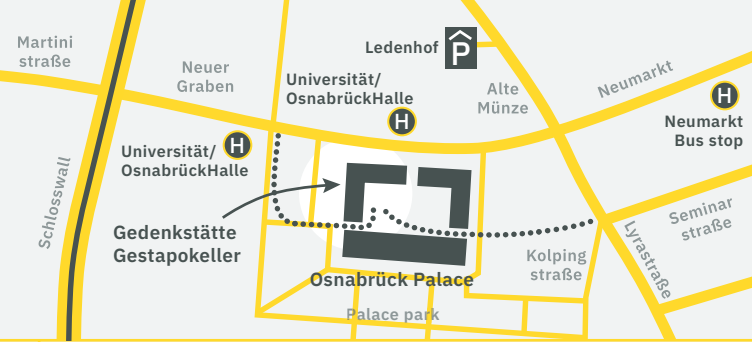 Martini
straße
Neuer
Graben
Ledenhof
P
Universität/
OsnabrückHalle
H
Alte
Münze
Neumarkt
H
Neumarkt
Bus stop
Universität/
OsnabrückHalle
H
Schlosswall
Gedenkstätte
Gestapokeller
Osnabrück Palace
Kolping
straße
Seminar
straße
Lyrastraße
Palace park